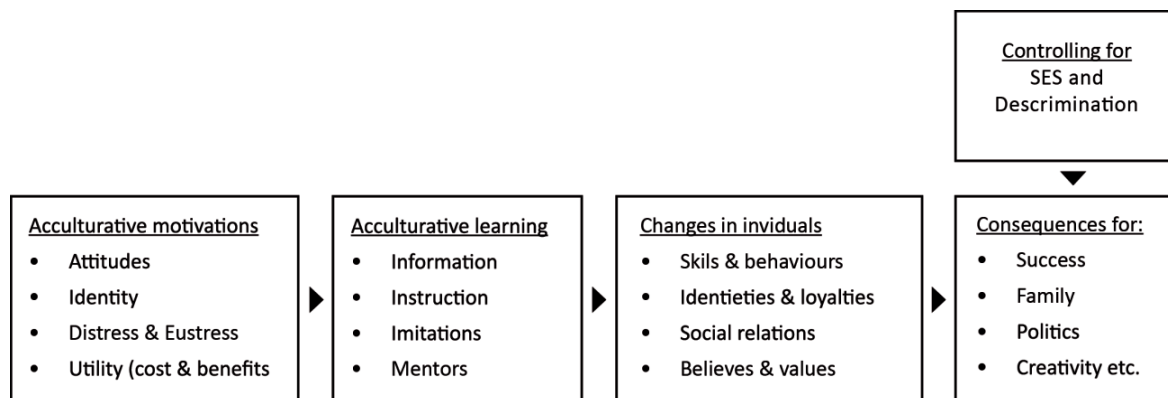 Controlling for
SES and
Descrimination
Acculturative motivations
• Attitudes
• Identity
• Distress & Eustress
• Utility (cost & benefits
Acculturative learning
• Information
• Instruction
• Imitations
• Mentors
Changes in inviduals
• Skils & behaviours
• Identieties & loyalties
• Social relations
• Believes & values
Consequences for:
• Success
• Family
• Politics
• Creativity etc.